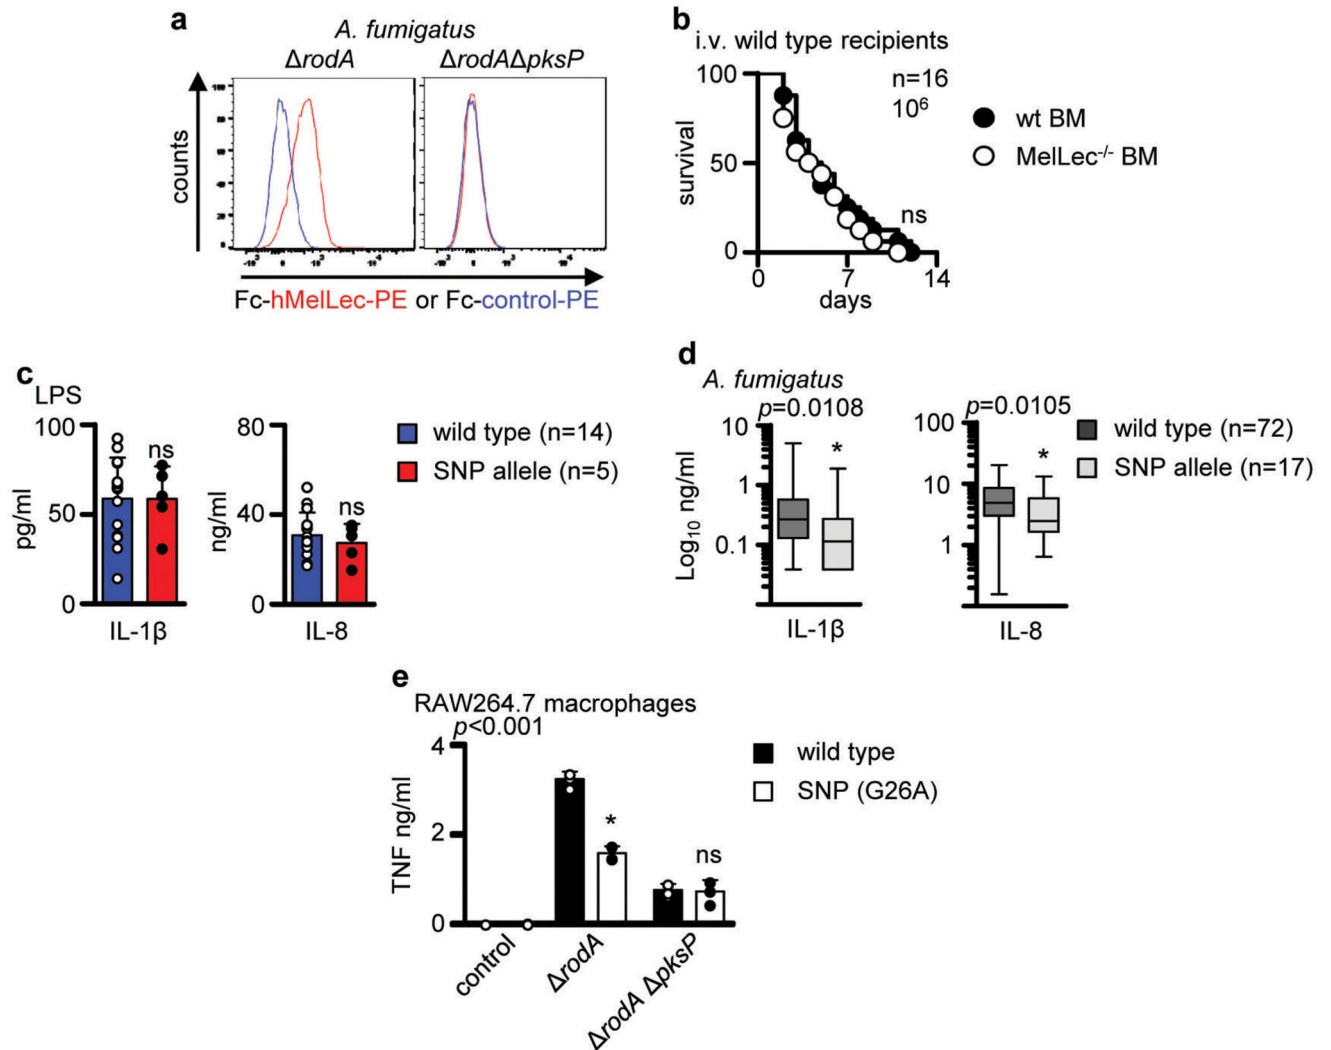 a
A. fumigatus
ΔrodA
ΔrodAΔpksP
counts
Fc-hMelLec-PE or Fc-control-PE
b
i.v. wild type recipients
n=16
10⁶
wt BM
MelLec⁻/⁻ BM
survival
100
50
0
ns
0 7 14
days
c
LPS
pg/ml
100
50
0
ns
IL-1β
ng/ml
80
40
0
ns
IL-8
wild type (n=14)
SNP allele (n=5)
d
A. fumigatus
p=0.0108
Log₁₀ ng/ml
10
1
0.1
*
IL-1β
p=0.0105
100
10
1
*
IL-8
wild type (n=72)
SNP allele (n=17)
e
RAW264.7 macrophages
p<0.001
TNF ng/ml
4
2
0
*
ns
control
ΔrodA
ΔrodA ΔpksP
wild type
SNP (G26A)